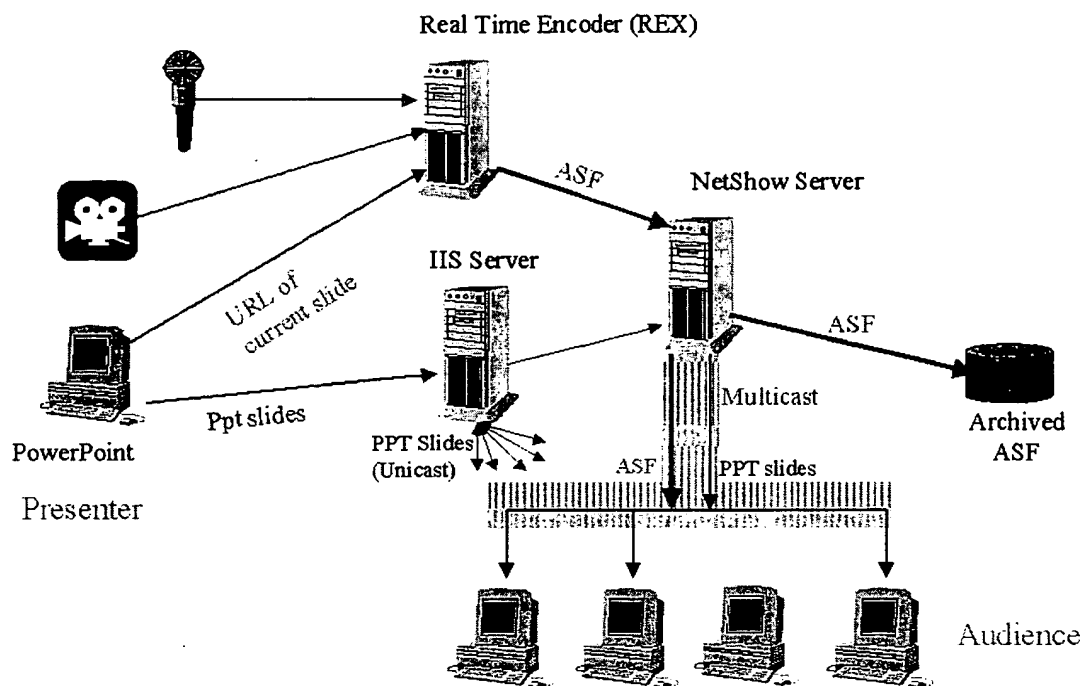 Real Time Encoder (REX)
ASF
NetShow Server
IIS Server
URL of
current slide
ASF
Ppt slides
Multicast
PowerPoint
PPT Slides
(Unicast)
ASF
PPT slides
Archived
ASF
Presenter
Audience